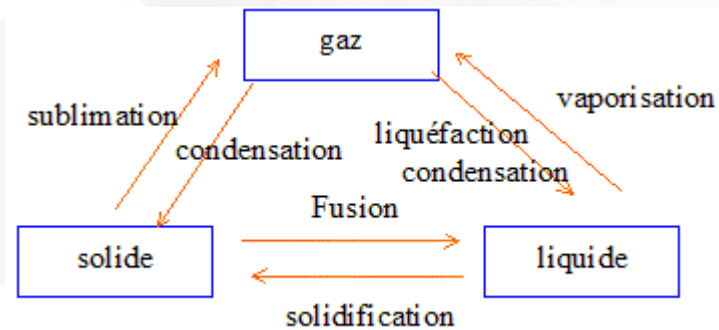 gaz
sublimation
vaporisation
liquéfaction
condensation
condensation
Fusion
solide
liquide
solidification